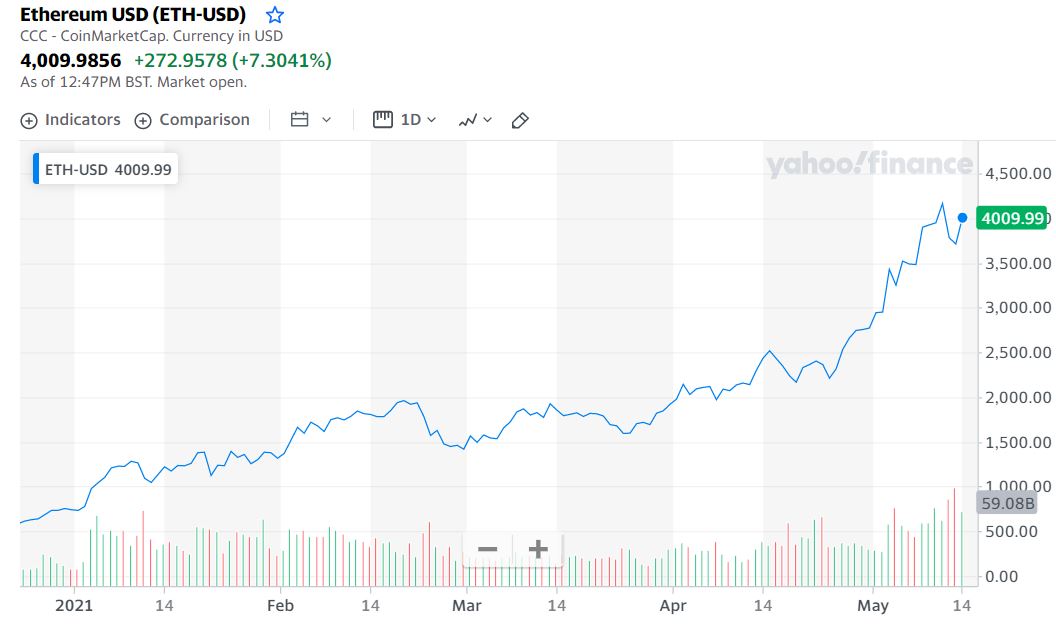 Ethereum USD (ETH-USD)
CCC - CoinMarketCap. Currency in USD
4,009.9856 +272.9578 (+7.3041%)
As of 12:47PM BST. Market open.
Indicators Comparison 1D
ETH-USD 4009.99
yahoo!finance
4,500.00
4009.99
3,500.00
3,000.00
2,500.00
2,000.00
1,500.00
1,000.00
59.08B
500.00
0.00
2021 14 Feb 14 Mar 14 Apr 14 May 14